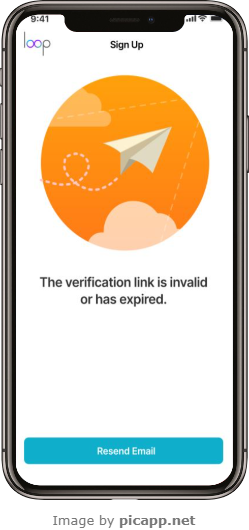 9:41
loop
Sign Up
The verification link is invalid
or has expired.
Resend Email
Image by picapp.net